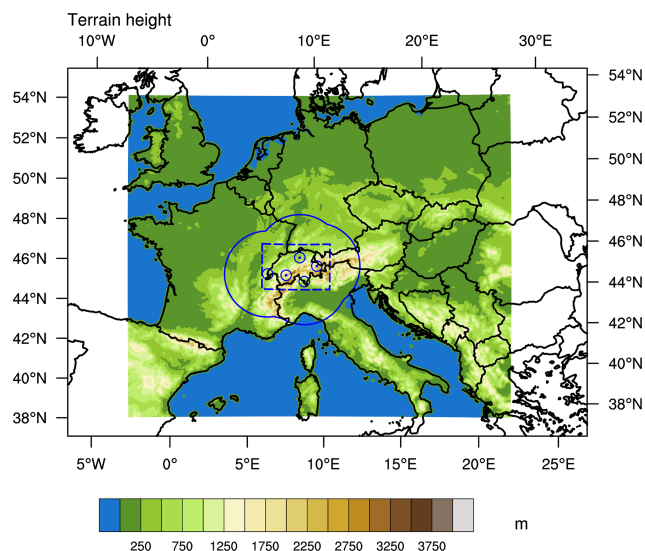 Terrain height
10°W 0° 10°E 20°E 30°E
54°N 54°N
52°N 52°N
50°N 50°N
48°N 48°N
46°N 46°N
44°N 44°N
42°N 42°N
40°N 40°N
38°N 38°N
5°W 0° 5°E 10°E 15°E 20°E 25°E
m
250 750 1250 1750 2250 2750 3250 3750